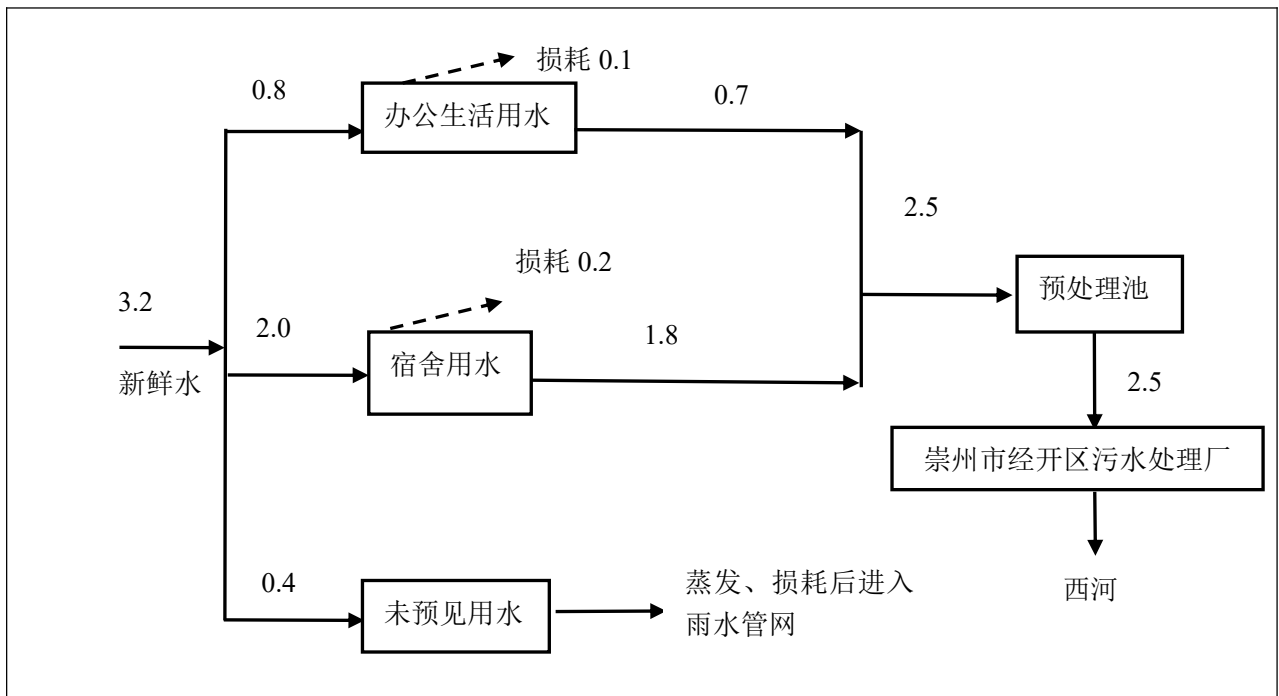 损耗 0.1
0.8
办公生活用水
0.7
2.5
损耗 0.2
预处理池
3.2
2.0
宿舍用水
1.8
新鲜水
2.5
崇州市经开区污水处理厂
0.4
未预见用水
蒸发、损耗后进入
雨水管网
西河